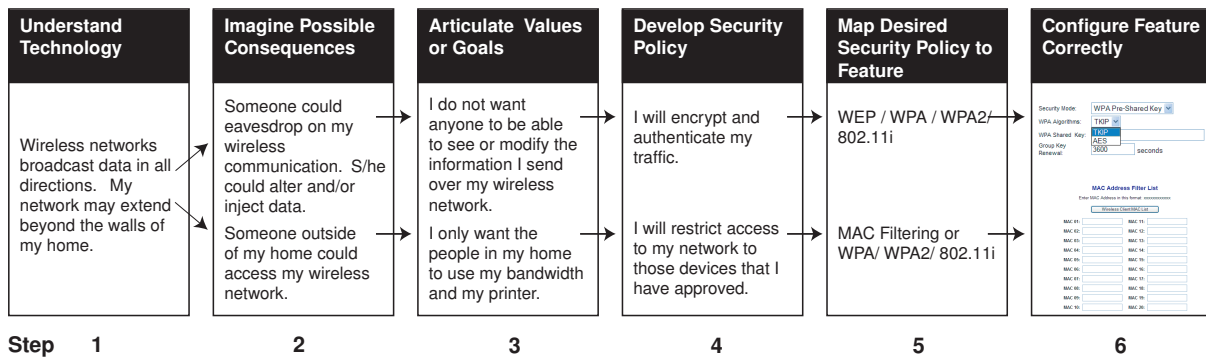 Understand
Technology
Wireless networks
broadcast data in all
directions. My
network may extend
beyond the walls of
my home.
Imagine Possible
Consequences
Someone could
eavesdrop on my
wireless
communication. S/he
could alter and/or
inject data.
Someone outside
of my home could
access my wireless
network.
Articulate Values
or Goals
I do not want
anyone to be able
to see or modify the
information I send
over my wireless
network.
I only want the
people in my home
to use my bandwidth
and my printer.
Develop Security
Policy
I will encrypt and
authenticate my
traffic.
I will restrict access
to my network to
those devices that I
have approved.
Map Desired
Security Policy to
Feature
WEP / WPA / WPA2/
802.11i
MAC Filtering or
WPA/ WPA2/ 802.11i
Configure Feature
Correctly
Security Mode: WPA Pre-Shared Key
WPA Algorithms: TKIP
TKIP
AES
WPA Shared Key:
Group Key
Renewal: 3600 seconds
MAC Address Filter List
Enter MAC Address in this format: xxxxxxxxxxxx
Wireless Client MAC List
MAC 01: MAC 11:
MAC 02: MAC 12:
MAC 03: MAC 13:
MAC 04: MAC 14:
MAC 05: MAC 15:
MAC 06: MAC 16:
MAC 07: MAC 17:
MAC 08: MAC 18:
MAC 09: MAC 19:
MAC 10: MAC 20:
Step 1 2 3 4 5 6